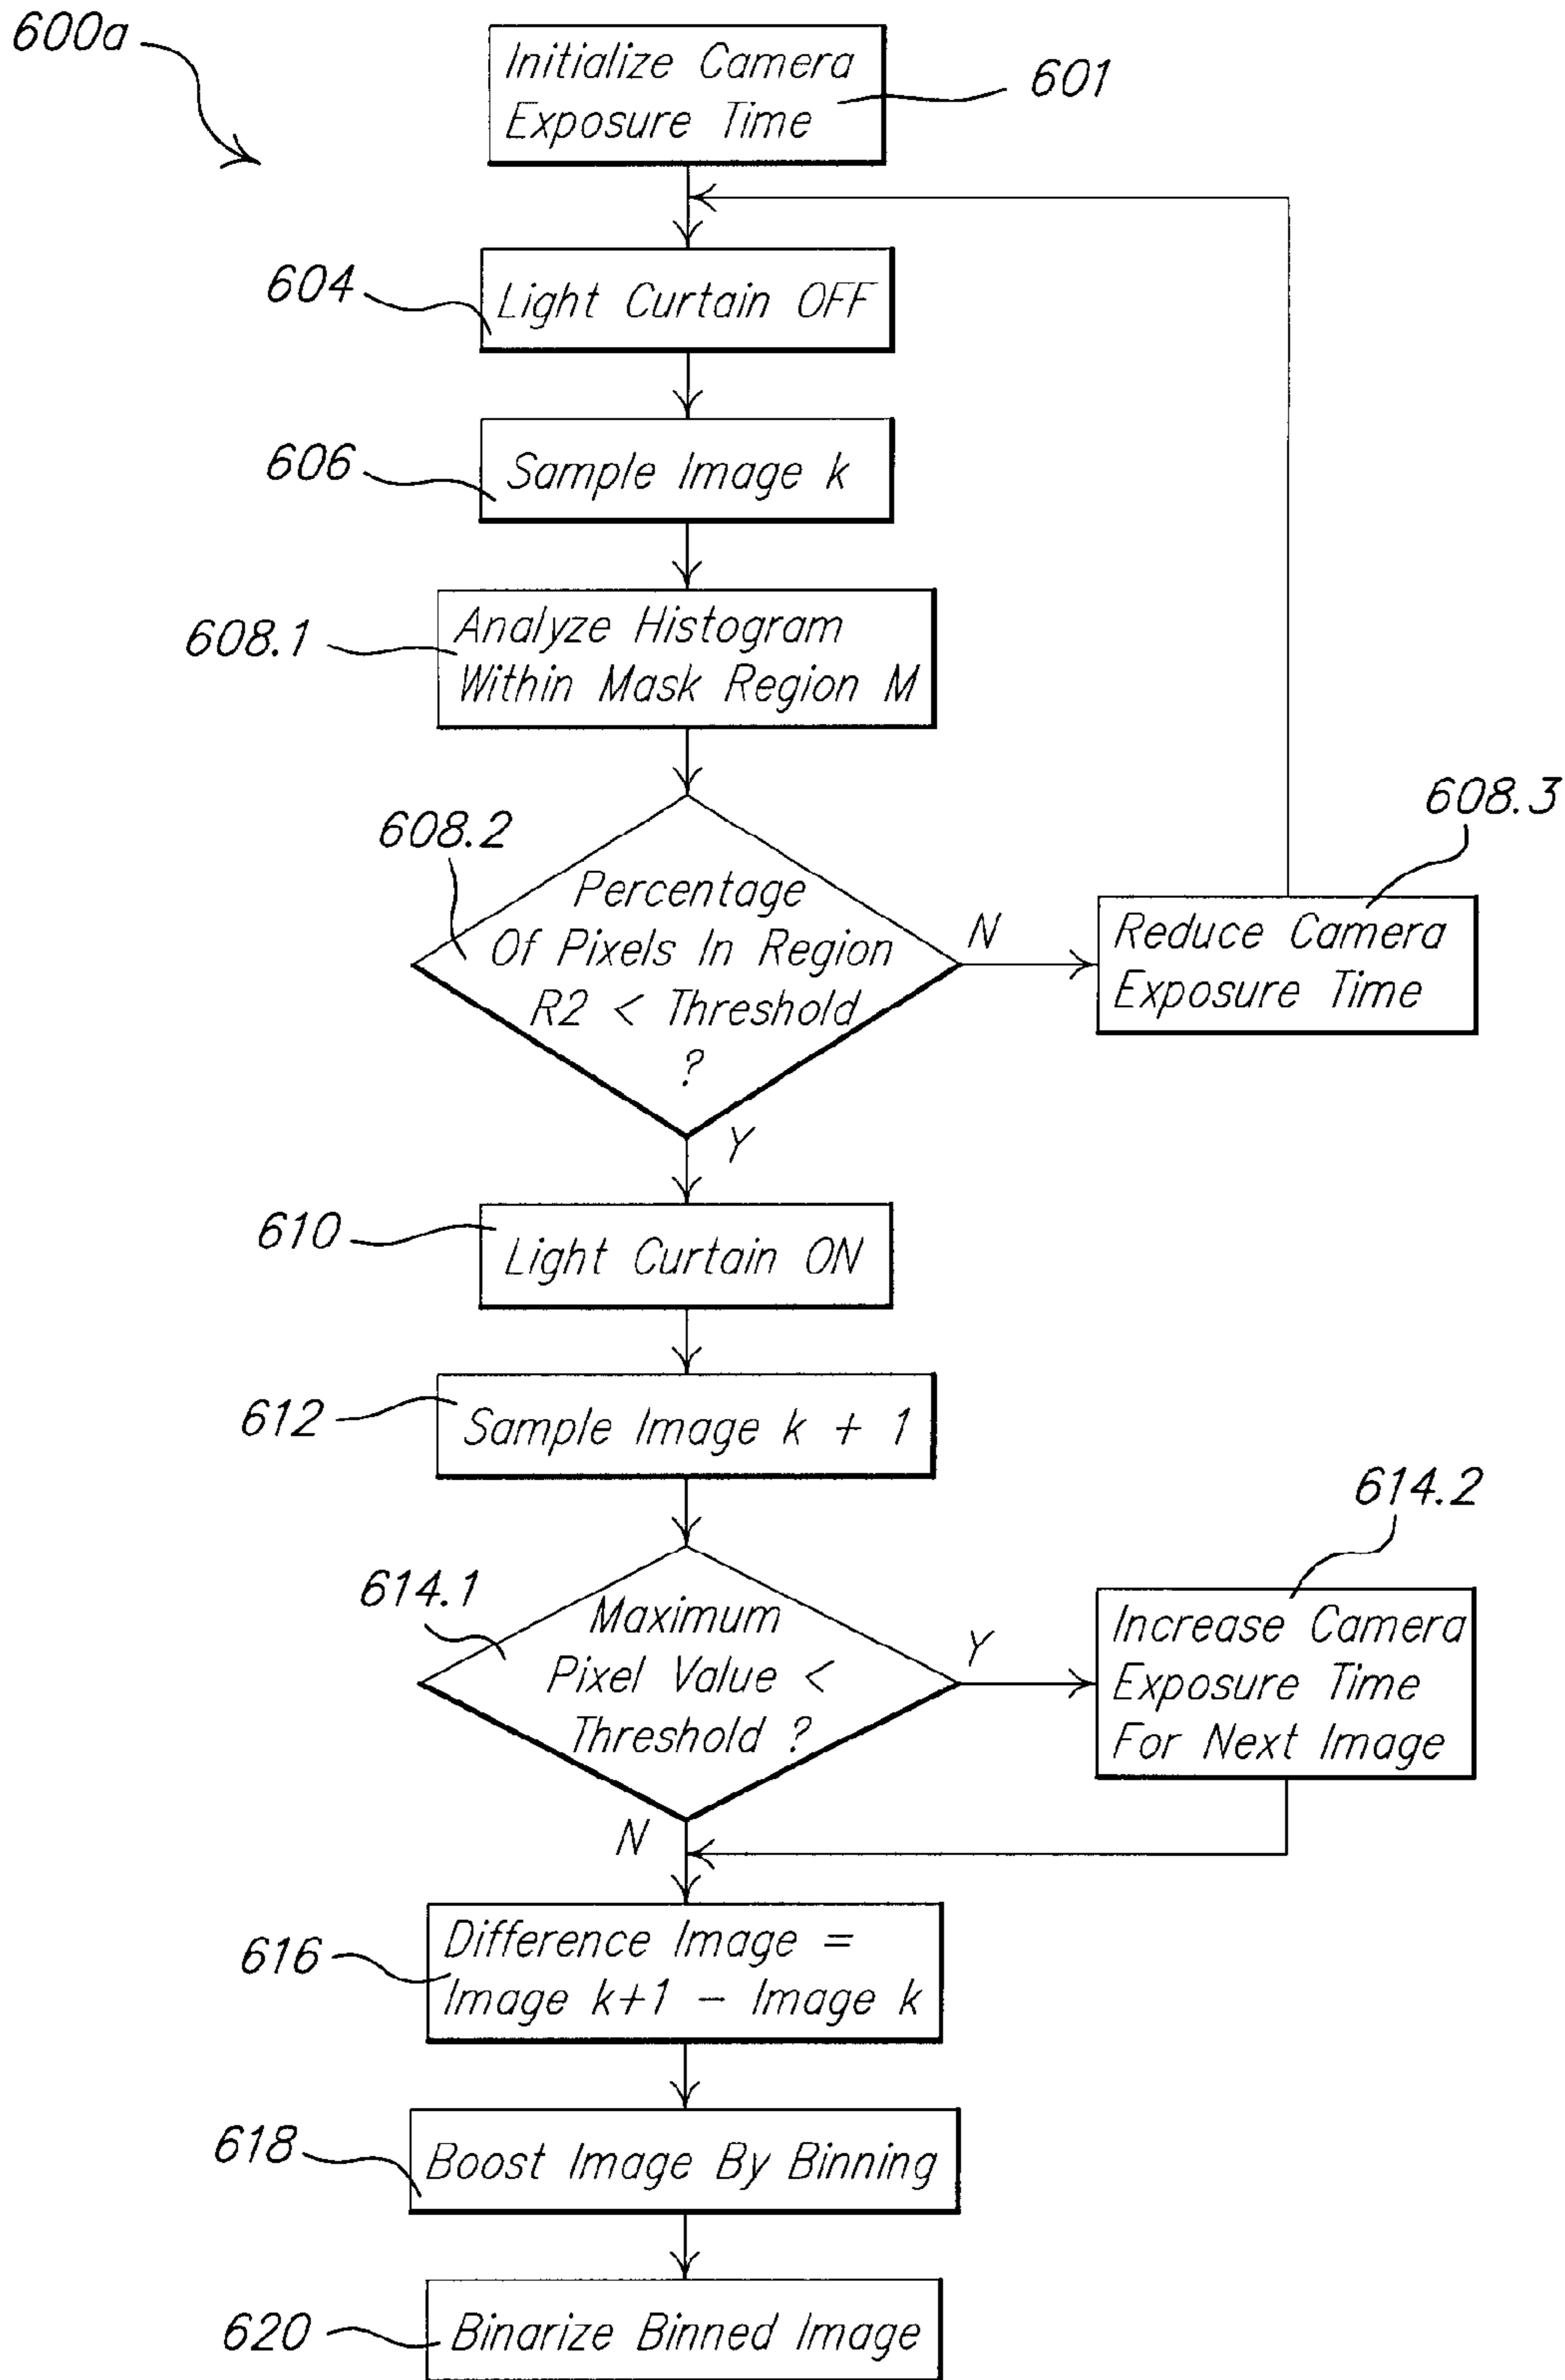 600a
Initialize Camera
Exposure Time
601
604
Light Curtain OFF
606
Sample Image k
608.1
Analyze Histogram
Within Mask Region M
608.2
Percentage
Of Pixels In Region
R2 < Threshold
?
N
608.3
Reduce Camera
Exposure Time
Y
610
Light Curtain ON
612
Sample Image k + 1
614.1
Maximum
Pixel Value <
Threshold ?
Y
614.2
Increase Camera
Exposure Time
For Next Image
N
616
Difference Image =
Image k+1 - Image k
618
Boost Image By Binning
620
Binarize Binned Image